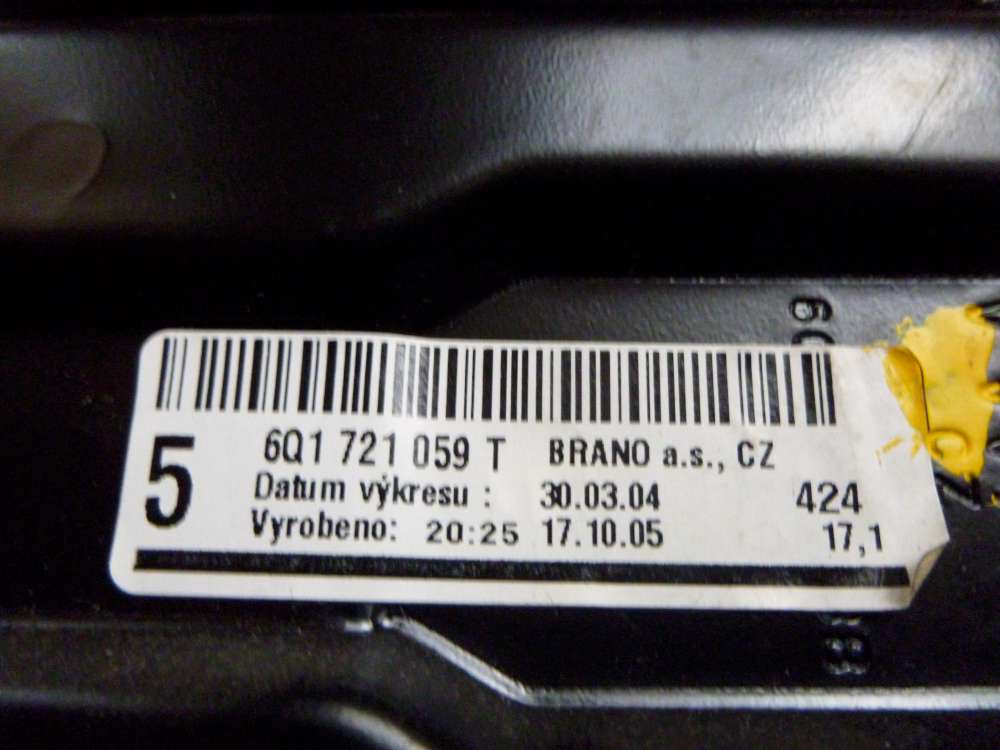 5
6Q1 721 059 T BRANO a.s., CZ
Datum výkresu : 30.03.04 424
Vyrobeno: 20:25 17.10.05 17,1